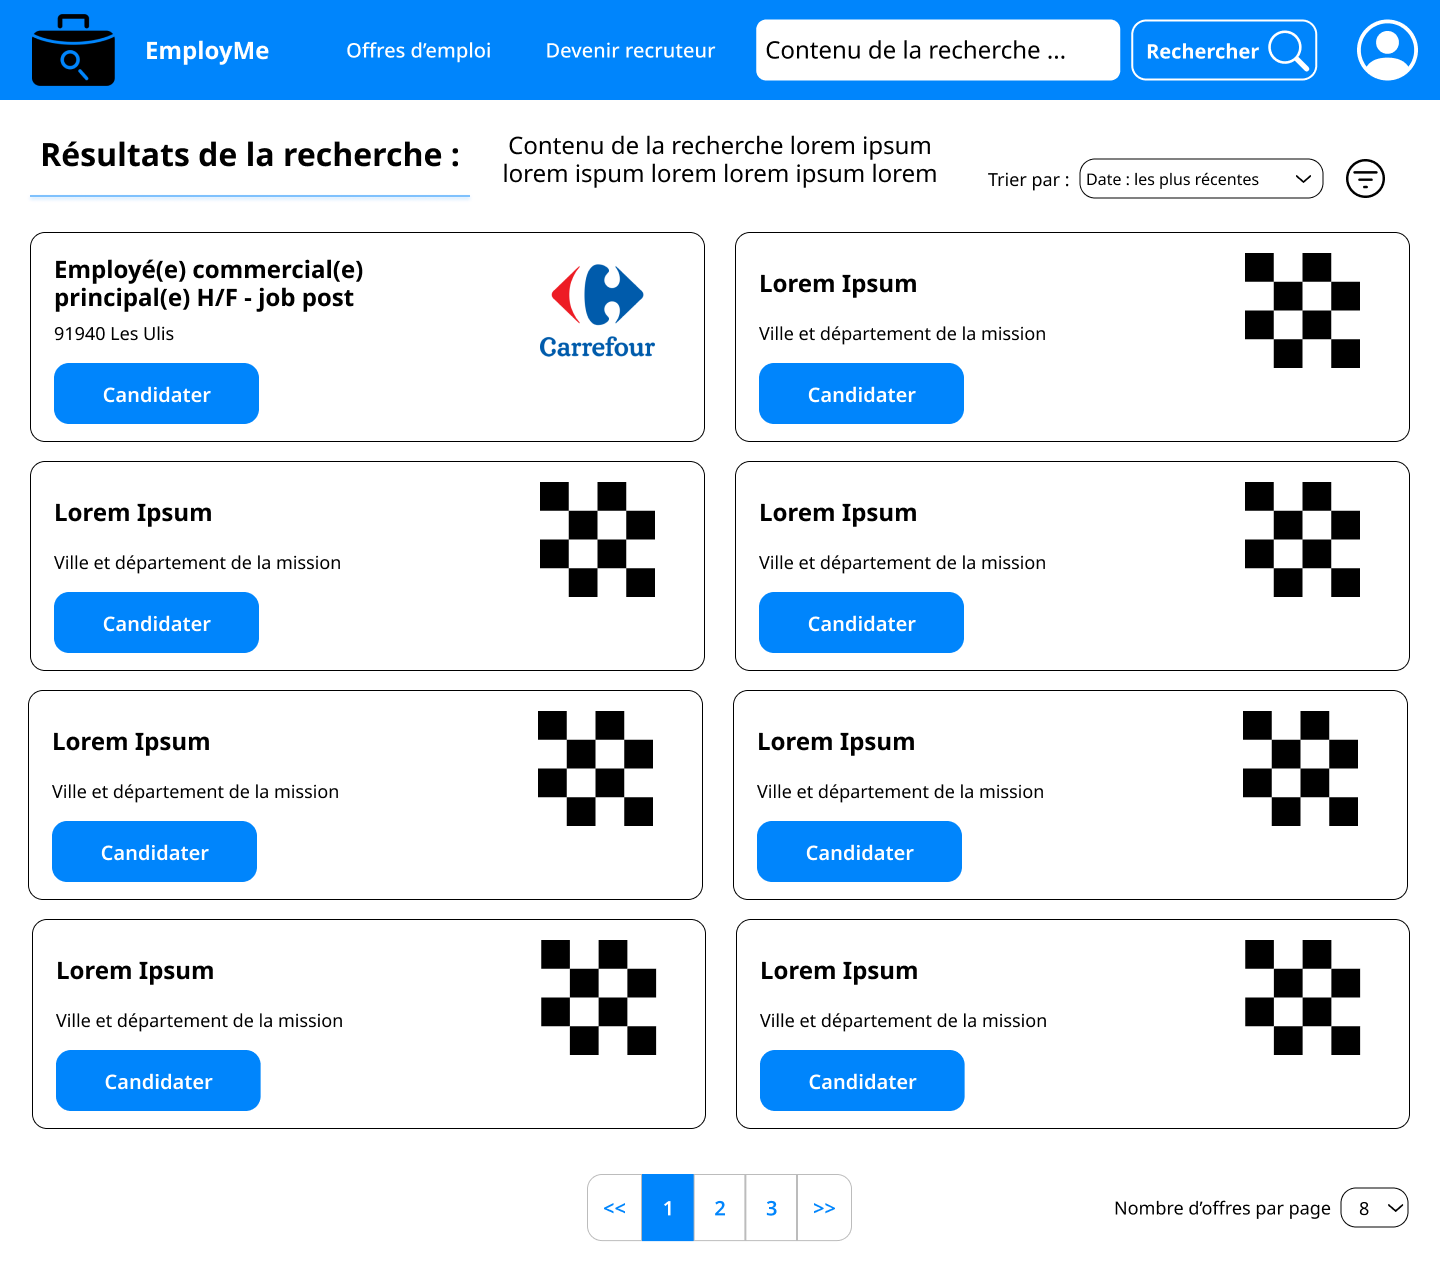 EmployMe
Offres d’emploi
Devenir recruteur
Contenu de la recherche ...
Rechercher
Résultats de la recherche :
Contenu de la recherche lorem ipsum
lorem ispum lorem lorem ipsum lorem
Trier par :
Date : les plus récentes
Employé(e) commercial(e)
principal(e) H/F - job post
91940 Les Ulis
Candidater
Carrefour
Lorem Ipsum
Ville et département de la mission
Candidater
Lorem Ipsum
Ville et département de la mission
Candidater
Lorem Ipsum
Ville et département de la mission
Candidater
Lorem Ipsum
Ville et département de la mission
Candidater
Lorem Ipsum
Ville et département de la mission
Candidater
Lorem Ipsum
Ville et département de la mission
Candidater
Lorem Ipsum
Ville et département de la mission
Candidater
<< 1 2 3 >>
Nombre d’offres par page
8